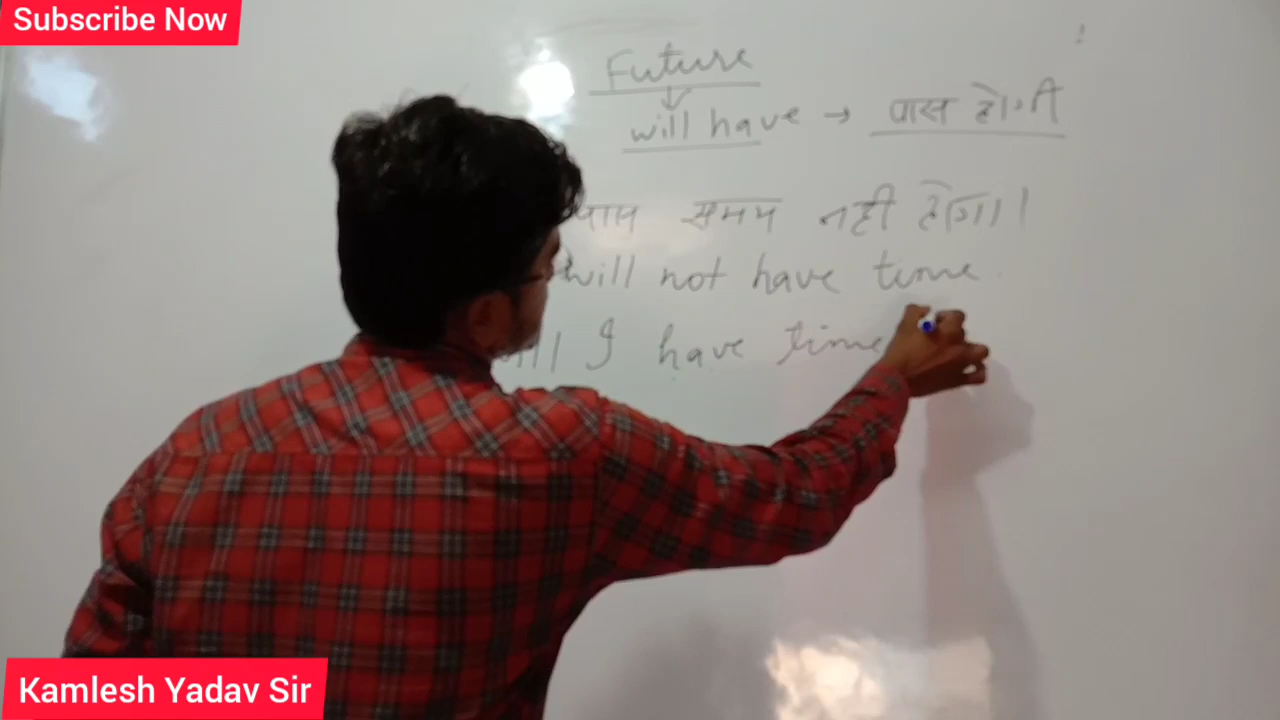 Subscribe Now
Future
will have → पास होना
पास समय नही होगा।
will not have time.
will I have time
Kamlesh Yadav Sir